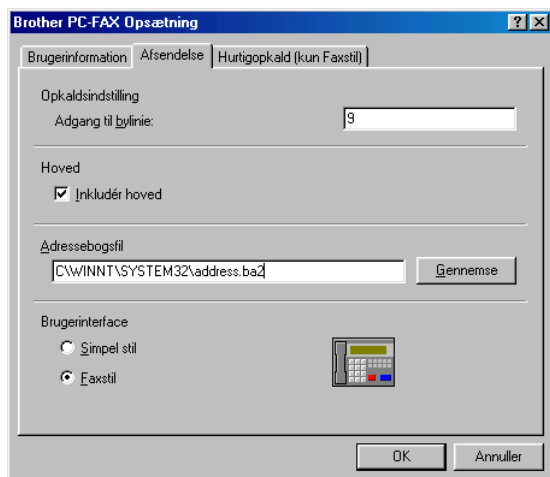 Brother PC-FAX Opsætning
Brugerinformation Afsendelse Hurtigopkald (kun Faxstil)
Opkaldsindstilling
Adgang til bylinie: 9
Hoved
Inkludér hoved
Adressebogsfil
C\WINNT\SYSTEM32\address.ba2 Gennemse
Brugerinterface
Simpel stil
Faxstil
OK Annuller